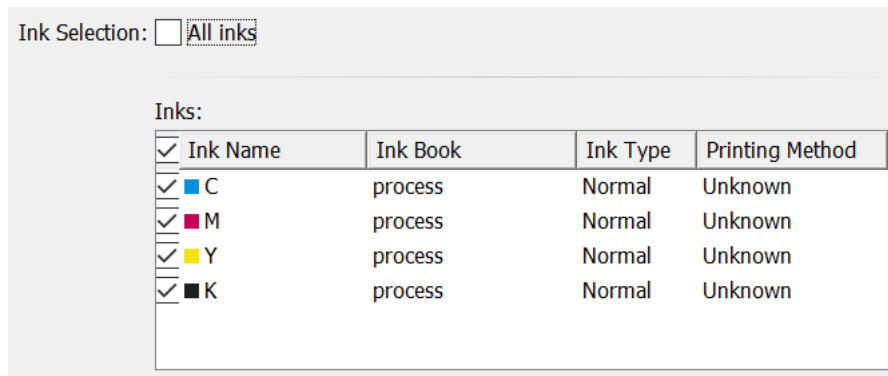 Ink Selection: All inks
Inks:
Ink Name Ink Book Ink Type Printing Method
C process Normal Unknown
M process Normal Unknown
Y process Normal Unknown
K process Normal Unknown